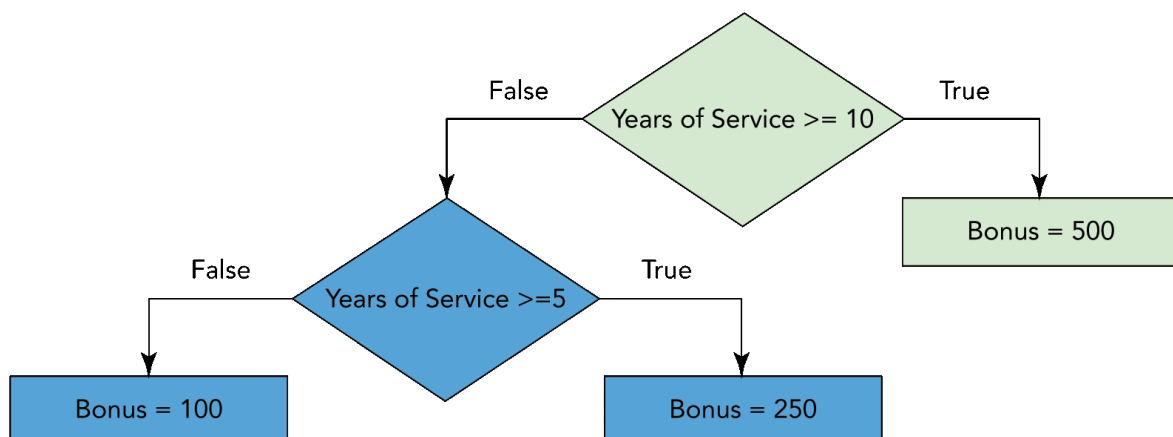 False
True
Years of Service >= 10
Bonus = 500
False
True
Years of Service >=5
Bonus = 100
Bonus = 250